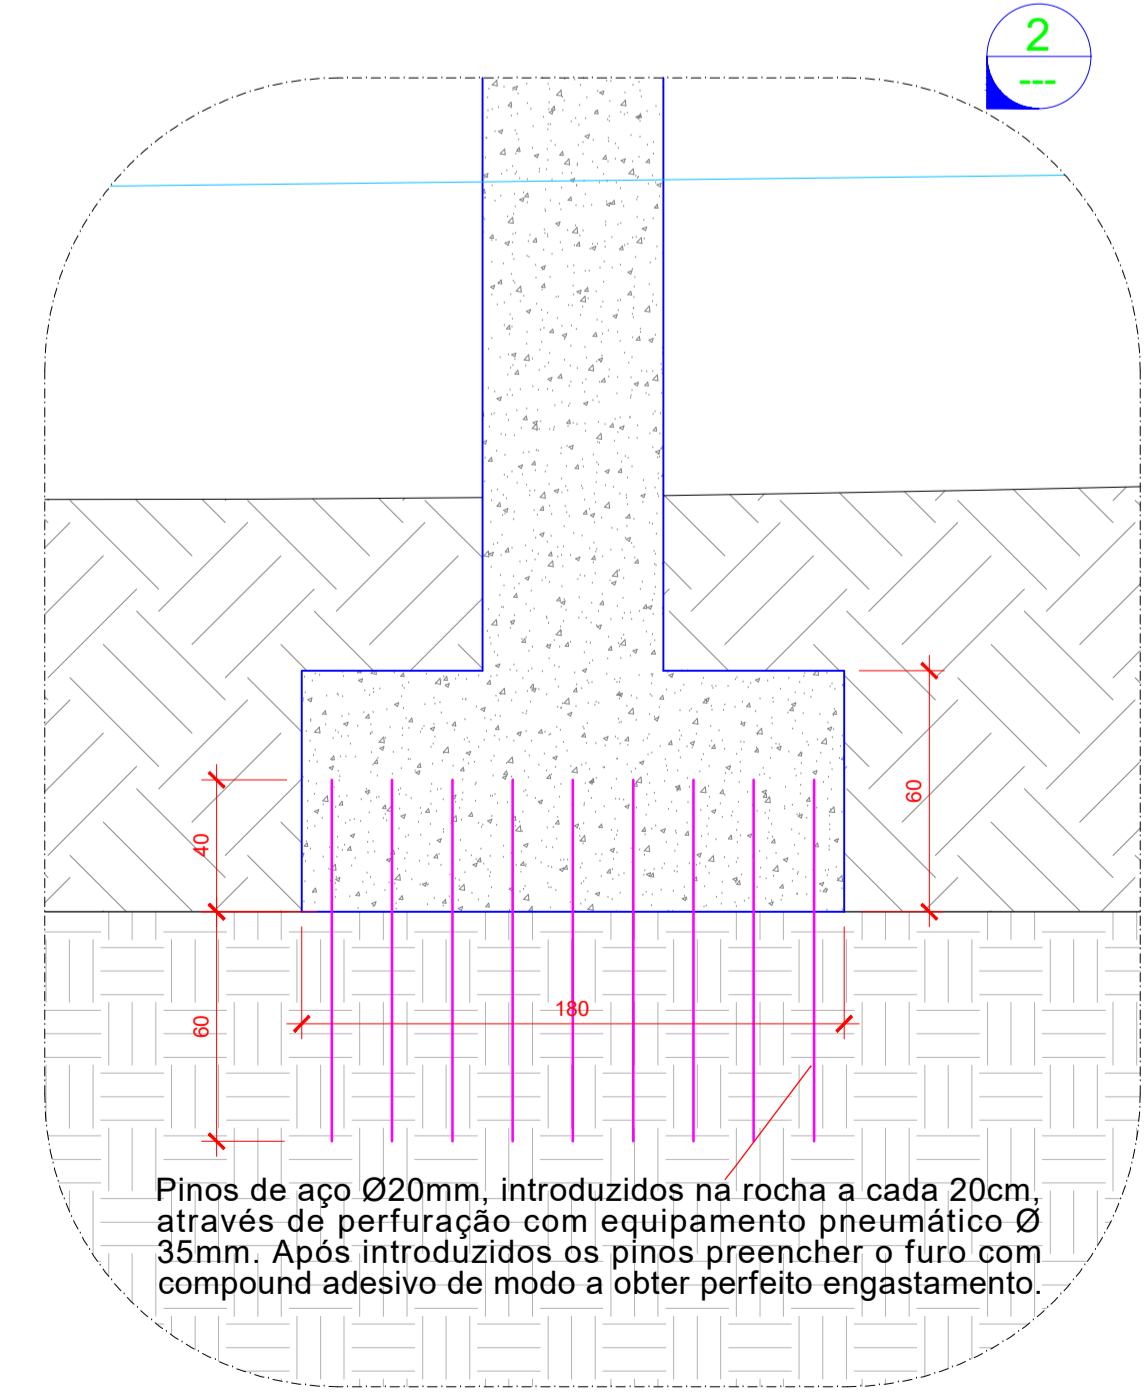 2
---
60
40
180
60
Pinos de aço Ø20mm, introduzidos na rocha a cada 20cm,
através de perfuração com equipamento pneumático Ø
35mm. Após introduzidos os pinos preencher o furo com
compound adesivo de modo a obter perfeito engastamento.